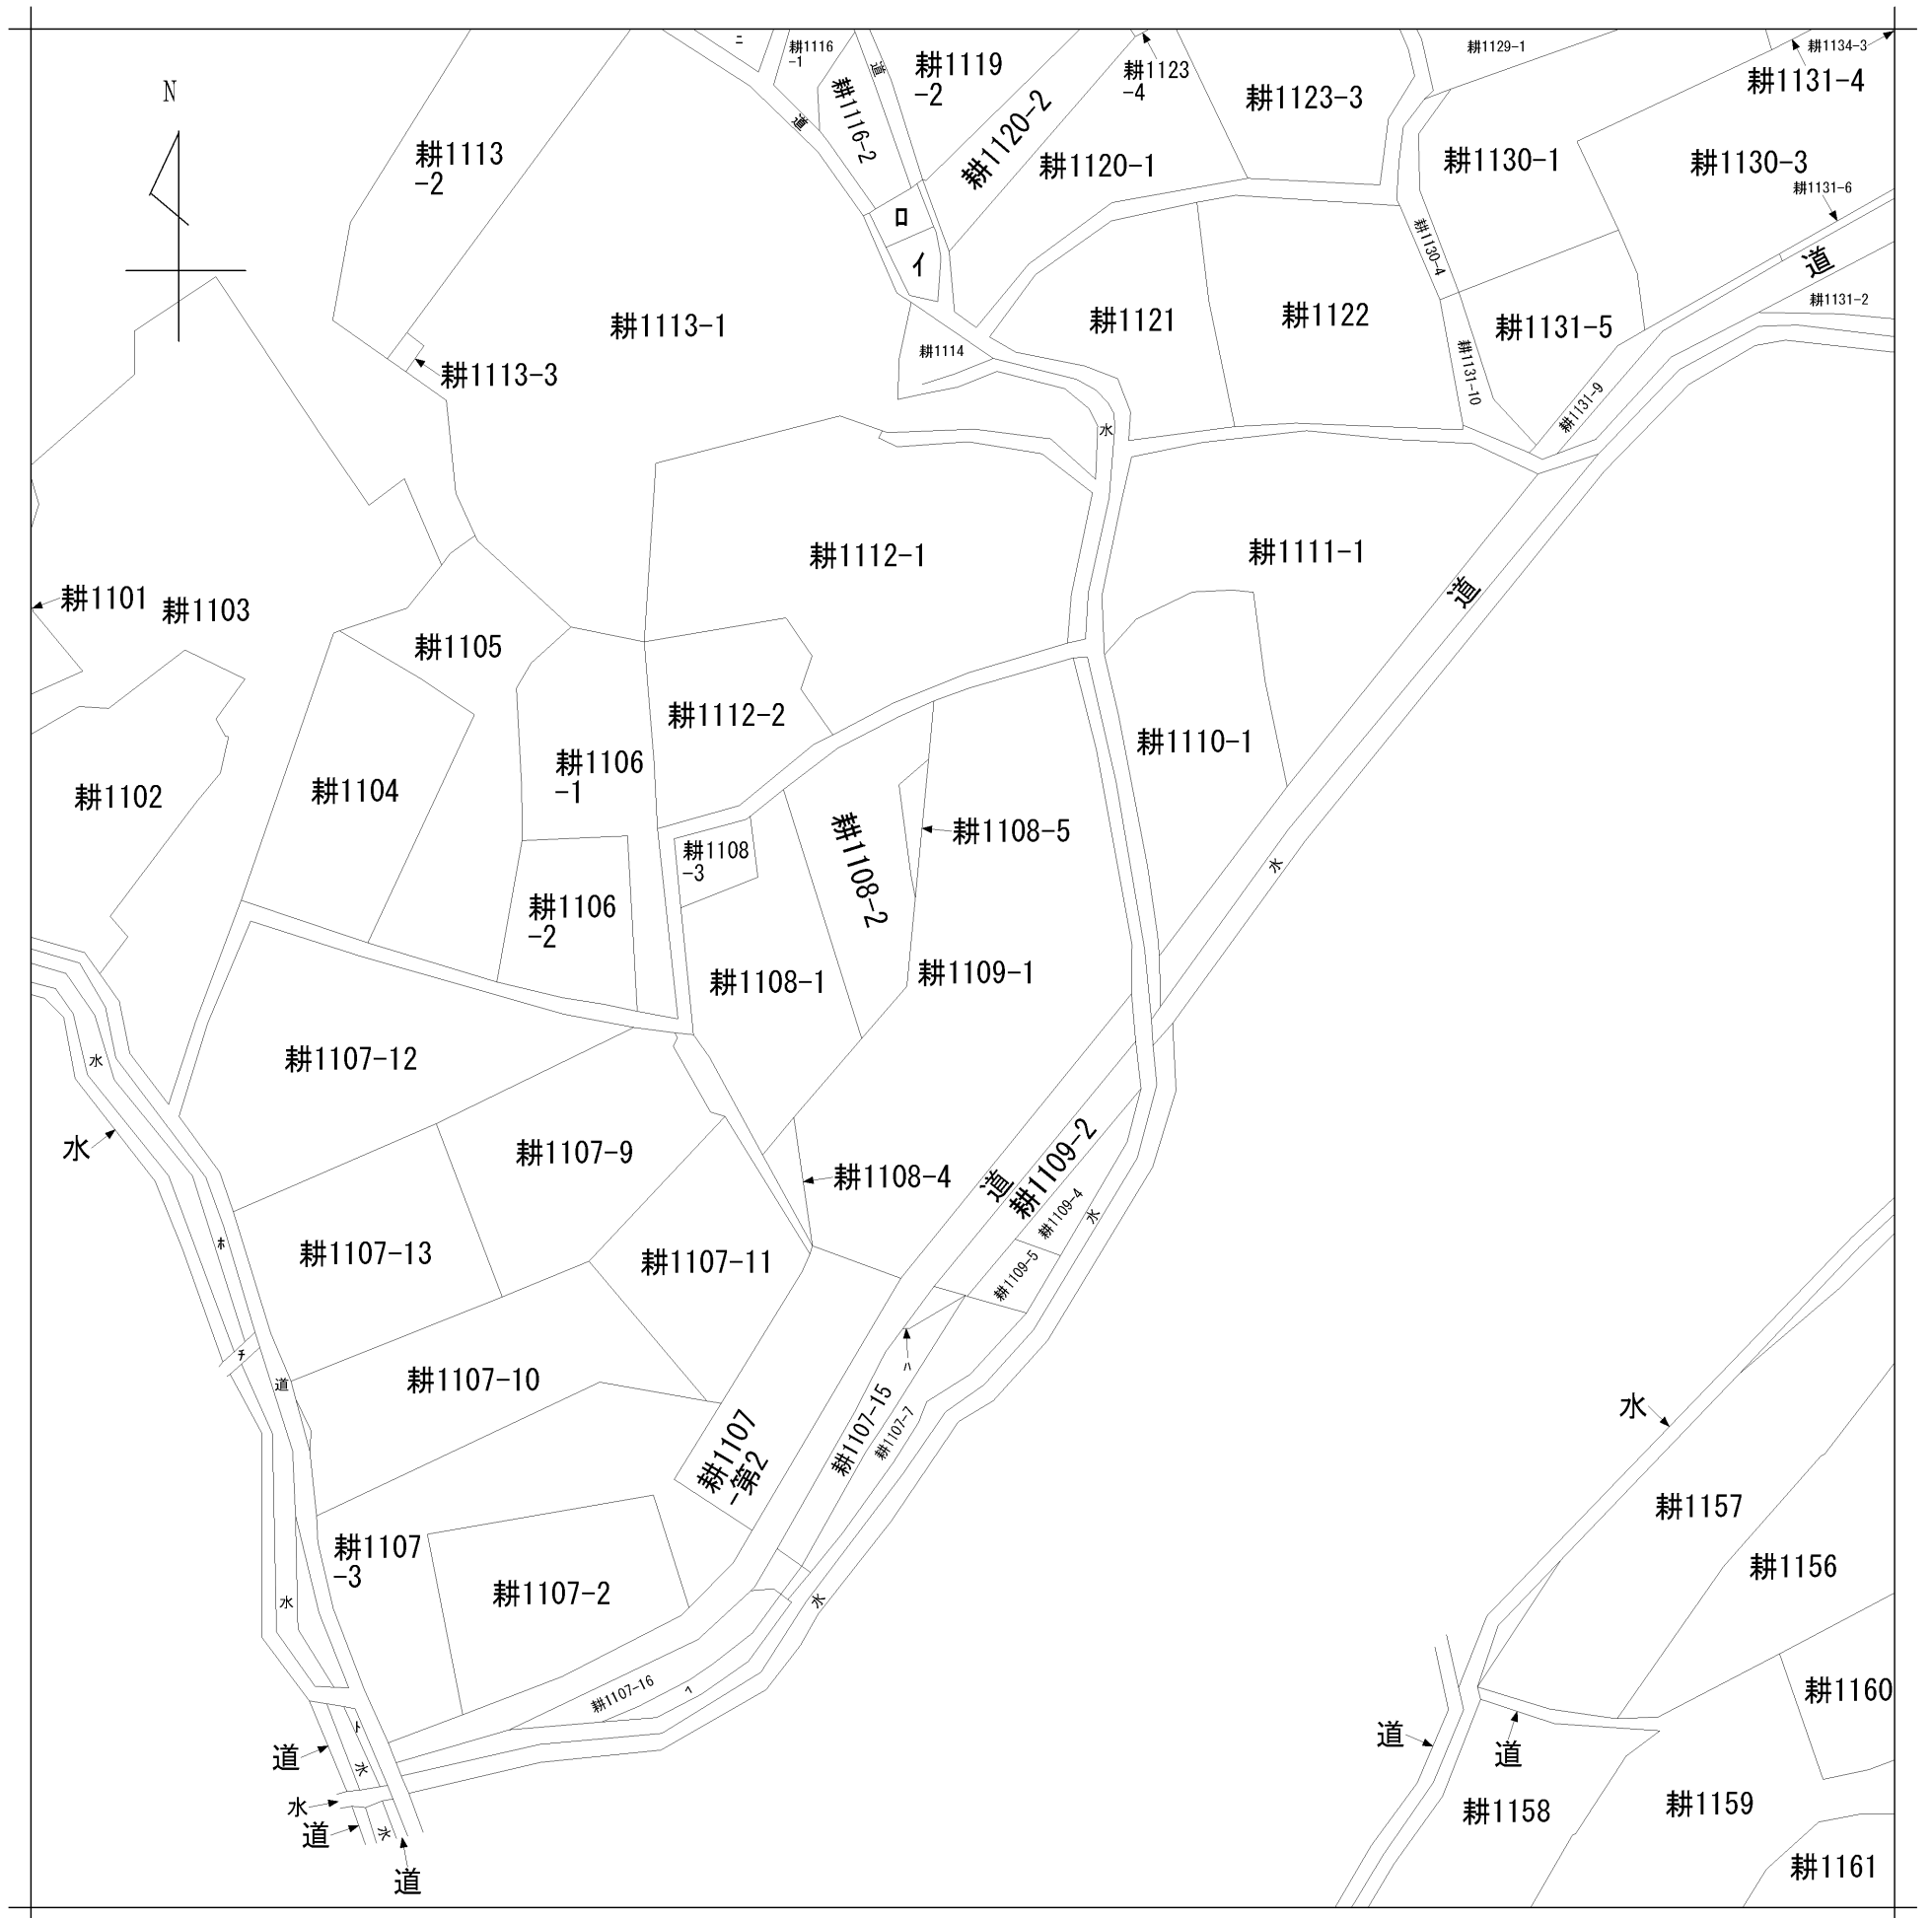 N
ニ
耕1116
-1
道
耕1119
-2
耕1123
-4
耕1129-1
耕1134-3
耕1131-4
耕1123-3
道
耕1116-2
耕1120-2
耕1120-1
耕1113
-2
耕1130-1
耕1130-3
耕1131-6
ロ
イ
耕1130-4
道
耕1131-2
耕1113-1
耕1121
耕1122
耕1131-5
耕1114
耕1113-3
耕1131-10
耕1131-9
水
耕1112-1
耕1111-1
道
耕1101
耕1103
耕1105
耕1112-2
耕1110-1
耕1106
-1
耕1102
耕1104
耕1108-5
耕1108
-3
耕1108-2
水
耕1106
-2
耕1108-1
耕1109-1
耕1107-12
水
水
耕1107-9
耕1109-2
耕1108-4
道
耕1109-4
水
ホ
耕1107-13
耕1107-11
耕1109-5
チ
ハ
道
耕1107-10
耕1107-15
耕1107-7
水
耕1107
-第2
耕1157
耕1107
-3
耕1107-2
耕1156
水
水
耕1107-16
ヘ
耕1160
ト
道
道
道
水
水
耕1158
耕1159
道
水
耕1161
道